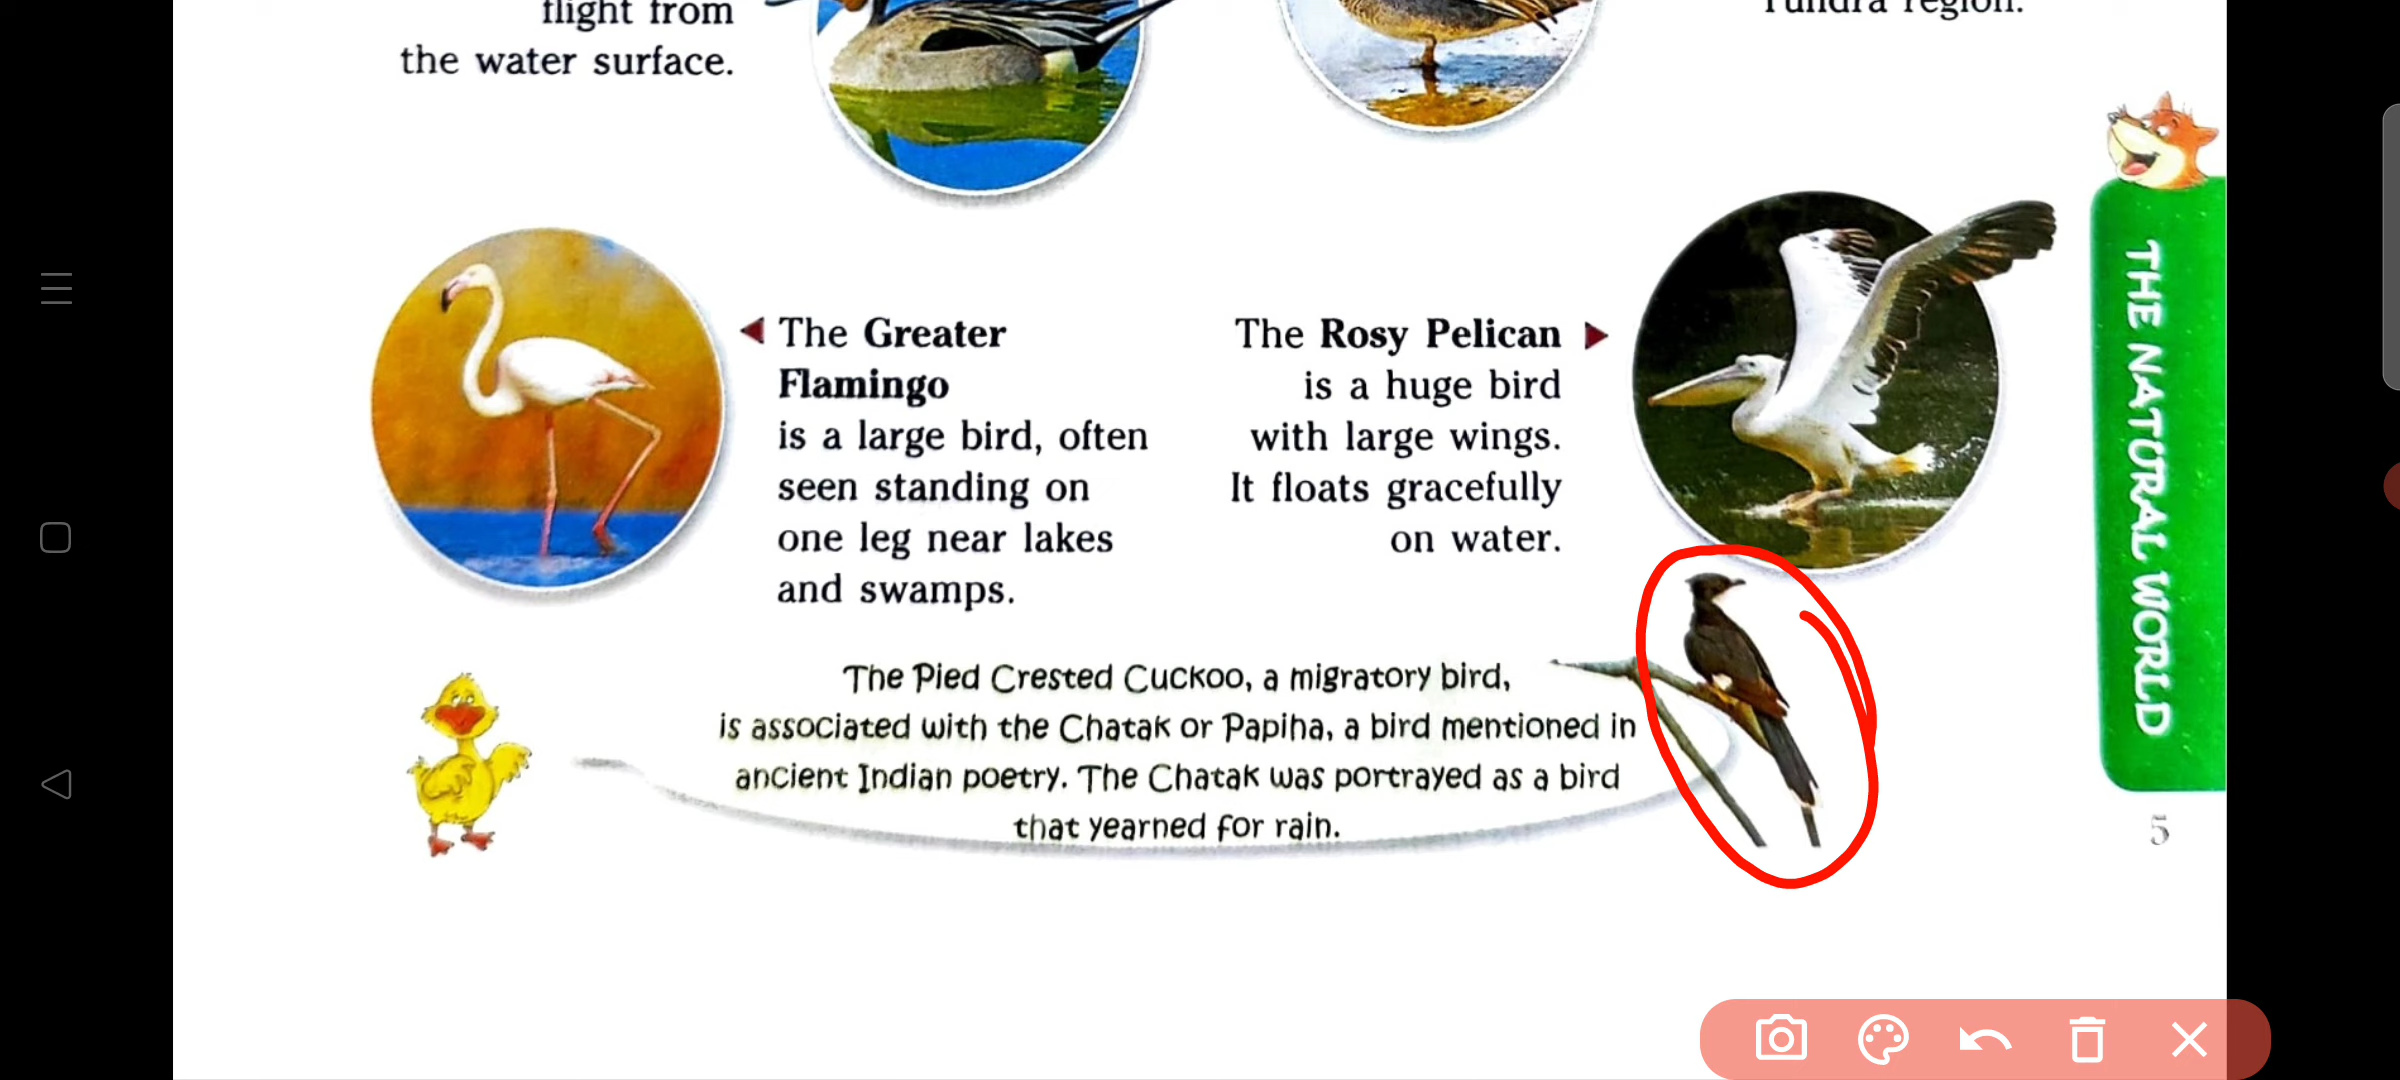 flight from
the water surface.
Tundra region.
The Greater
Flamingo
is a large bird, often
seen standing on
one leg near lakes
and swamps.
The Rosy Pelican
is a huge bird
with large wings.
It floats gracefully
on water.
The Pied Crested Cuckoo, a migratory bird,
is associated with the Chatak or Papiha, a bird mentioned in
ancient Indian poetry. The Chatak was portrayed as a bird
that yearned for rain.
THE NATURAL WORLD
5